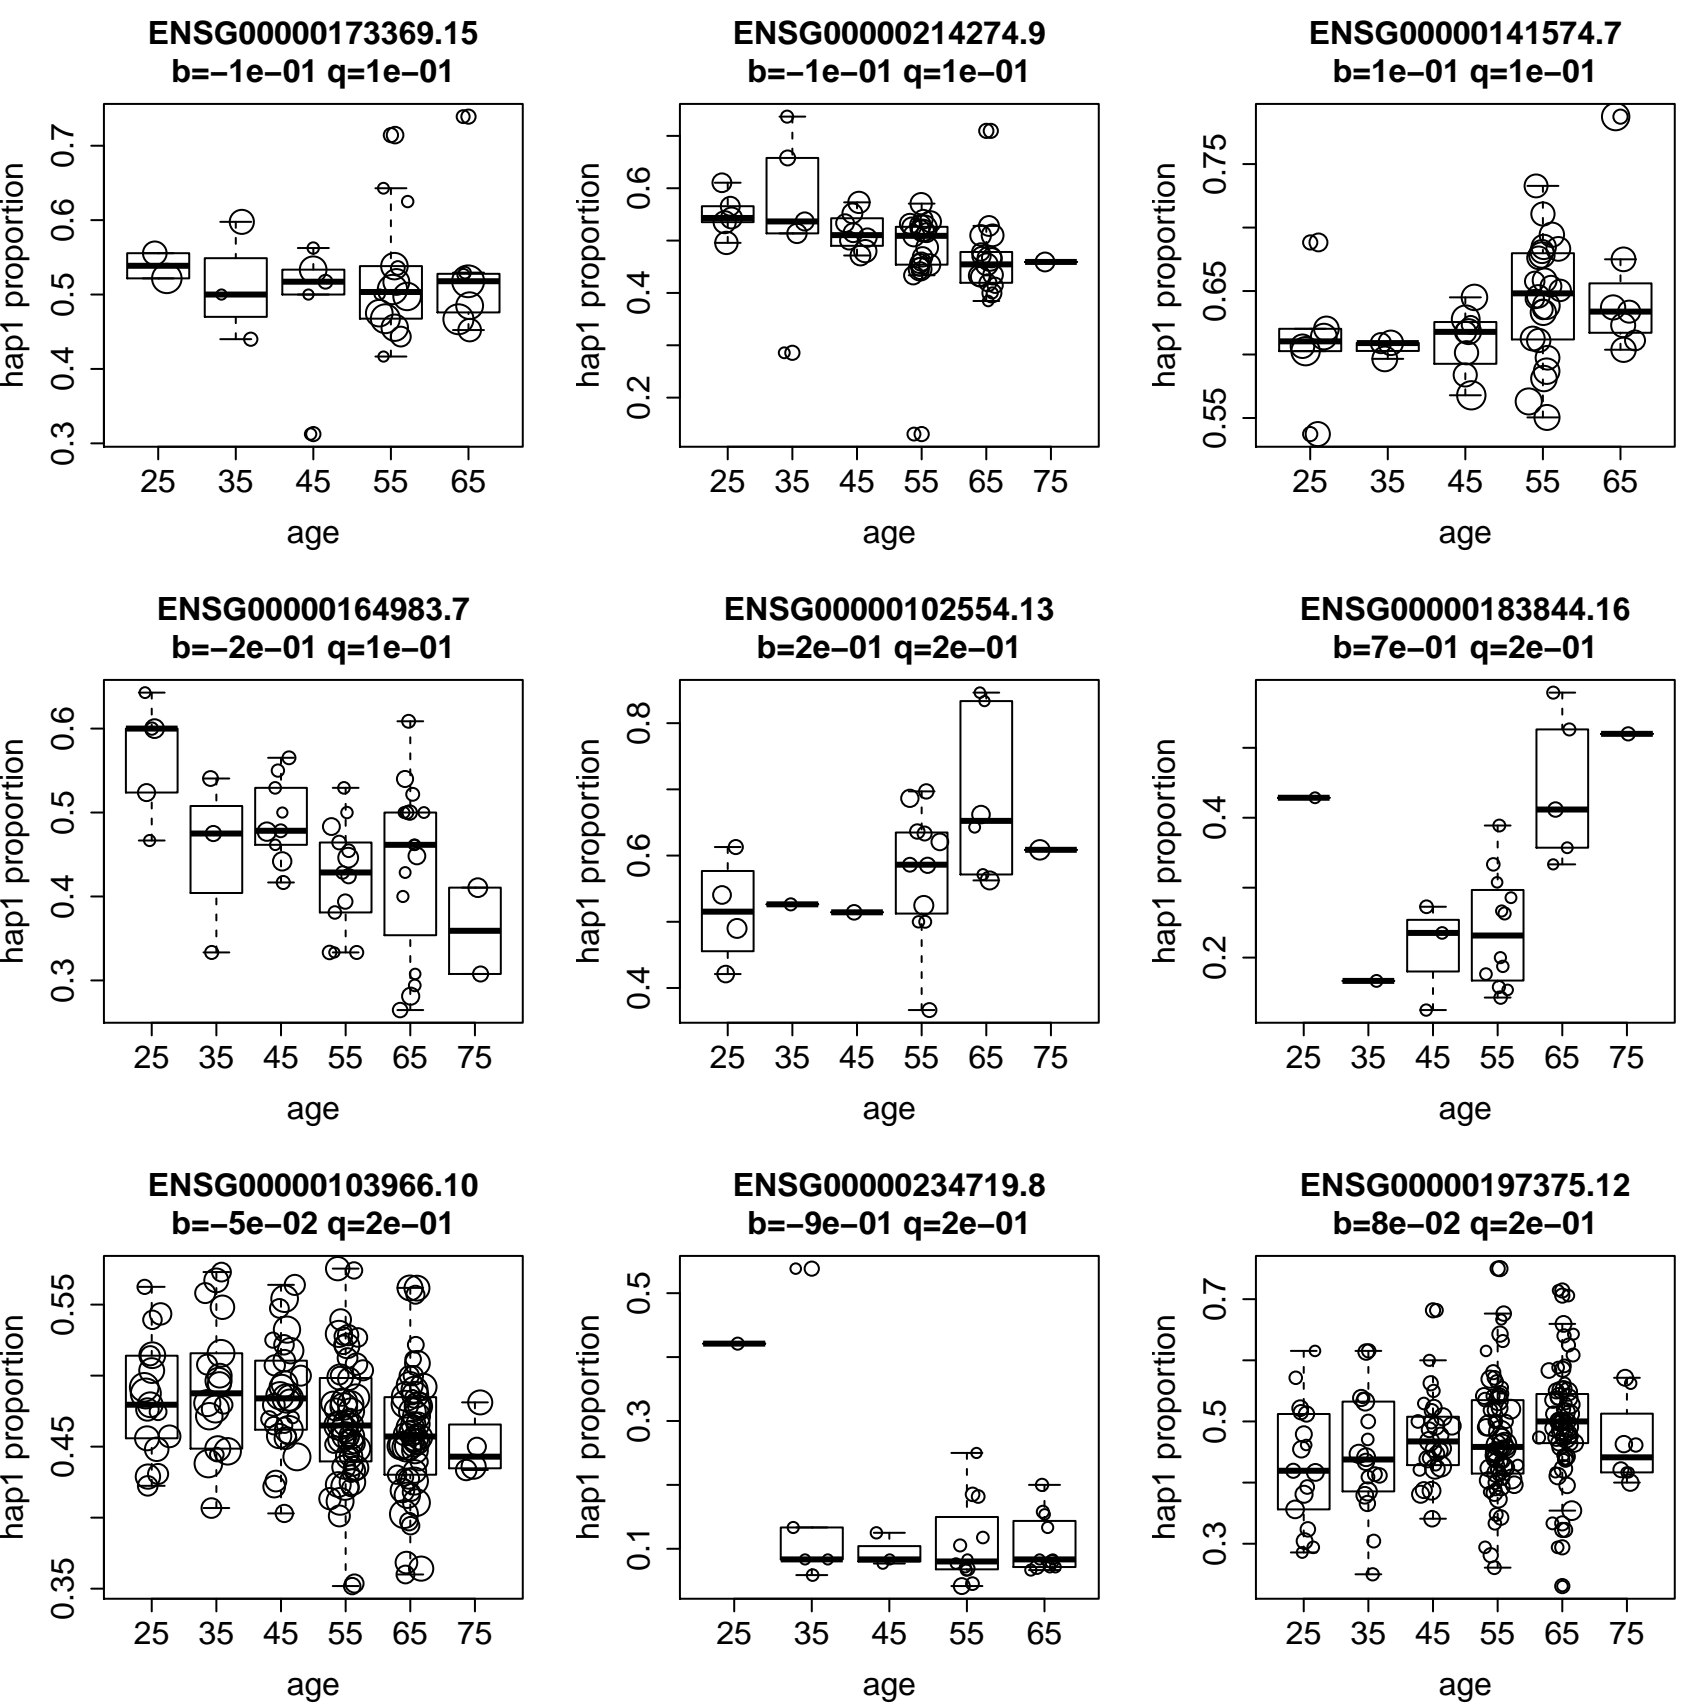 ENSG00000173369.15
b=−1e−01 q=1e−01
hap1 proportion
0.7
0.6
0.5
0.4
0.3
25 35 45 55 65
age
ENSG00000214274.9
b=−1e−01 q=1e−01
hap1 proportion
0.6
0.4
0.2
25 35 45 55 65 75
age
ENSG00000141574.7
b=1e−01 q=1e−01
hap1 proportion
0.75
0.65
0.55
25 35 45 55 65
age
ENSG00000164983.7
b=−2e−01 q=1e−01
hap1 proportion
0.6
0.5
0.4
0.3
25 35 45 55 65 75
age
ENSG00000102554.13
b=2e−01 q=2e−01
hap1 proportion
0.8
0.6
0.4
25 35 45 55 65 75
age
ENSG00000183844.16
b=7e−01 q=2e−01
hap1 proportion
0.4
0.2
25 35 45 55 65 75
age
ENSG00000103966.10
b=−5e−02 q=2e−01
hap1 proportion
0.55
0.45
0.35
25 35 45 55 65 75
age
ENSG00000234719.8
b=−9e−01 q=2e−01
hap1 proportion
0.5
0.3
0.1
25 35 45 55 65
age
ENSG00000197375.12
b=8e−02 q=2e−01
hap1 proportion
0.7
0.5
0.3
25 35 45 55 65 75
age